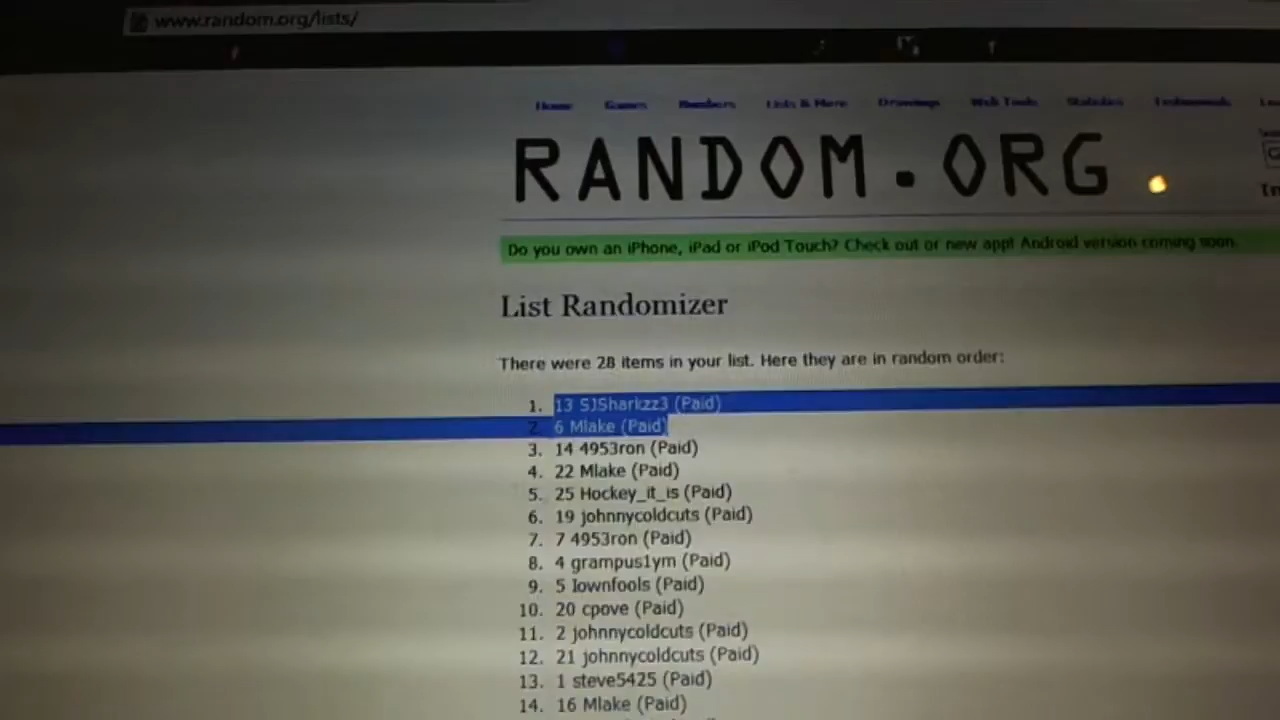 www.random.org/lists/
Home Games Numbers Lists & More Drawings Web Tools Statistics Testimonials
RANDOM.ORG
Do you own an iPhone, iPad or iPod Touch? Check out or new app! Android version coming soon.
List Randomizer
There were 28 items in your list. Here they are in random order:
1. 13 SJSharkzz3 (Paid)
2. 6 Mlake (Paid)
3. 14 4953ron (Paid)
4. 22 Mlake (Paid)
5. 25 Hockey_it_is (Paid)
6. 19 johnnycoldcuts (Paid)
7. 7 4953ron (Paid)
8. 4 grampus1ym (Paid)
9. 5 Iownfools (Paid)
10. 20 cpove (Paid)
11. 2 johnnycoldcuts (Paid)
12. 21 johnnycoldcuts (Paid)
13. 1 steve5425 (Paid)
14. 16 Mlake (Paid)